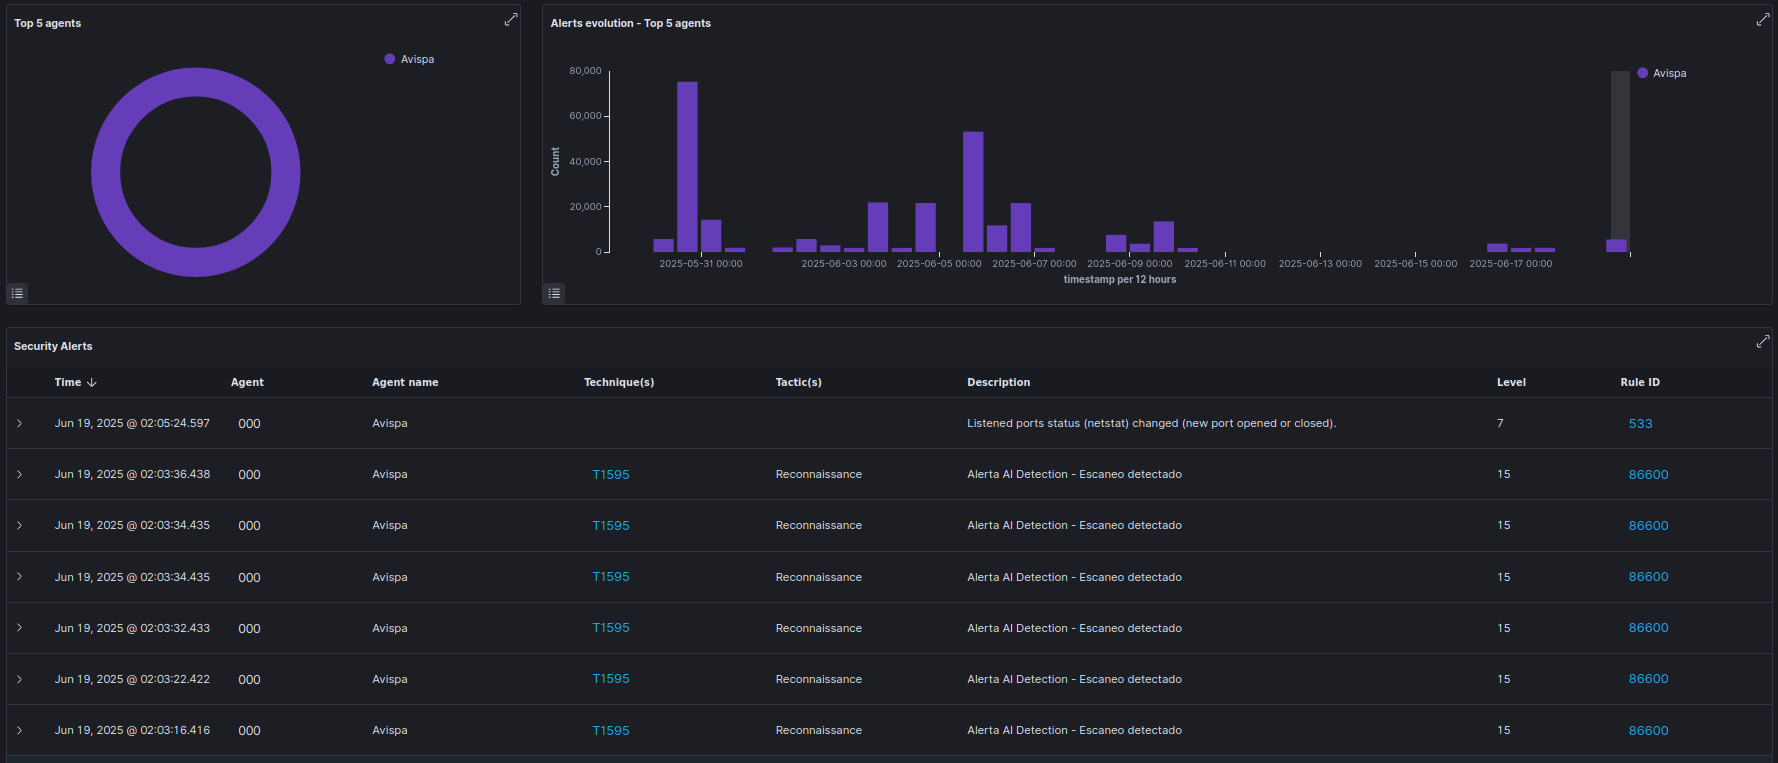 Top 5 agents
Avispa
Alerts evolution - Top 5 agents
80,000
60,000
40,000
20,000
0
Count
2025-05-31 00:00 2025-06-03 00:00 2025-06-05 00:00 2025-06-07 00:00 2025-06-09 00:00 2025-06-11 00:00 2025-06-13 00:00 2025-06-15 00:00 2025-06-17 00:00
timestamp per 12 hours
Avispa
Security Alerts
Time Agent Agent name Technique(s) Tactic(s) Description Level Rule ID
Jun 19, 2025 @ 02:05:24.597 000 Avispa Listened ports status (netstat) changed (new port opened or closed). 7 533
Jun 19, 2025 @ 02:03:36.438 000 Avispa T1595 Reconnaissance Alerta AI Detection - Escaneo detectado 15 86600
Jun 19, 2025 @ 02:03:34.435 000 Avispa T1595 Reconnaissance Alerta AI Detection - Escaneo detectado 15 86600
Jun 19, 2025 @ 02:03:34.435 000 Avispa T1595 Reconnaissance Alerta AI Detection - Escaneo detectado 15 86600
Jun 19, 2025 @ 02:03:32.433 000 Avispa T1595 Reconnaissance Alerta AI Detection - Escaneo detectado 15 86600
Jun 19, 2025 @ 02:03:22.422 000 Avispa T1595 Reconnaissance Alerta AI Detection - Escaneo detectado 15 86600
Jun 19, 2025 @ 02:03:16.416 000 Avispa T1595 Reconnaissance Alerta AI Detection - Escaneo detectado 15 86600